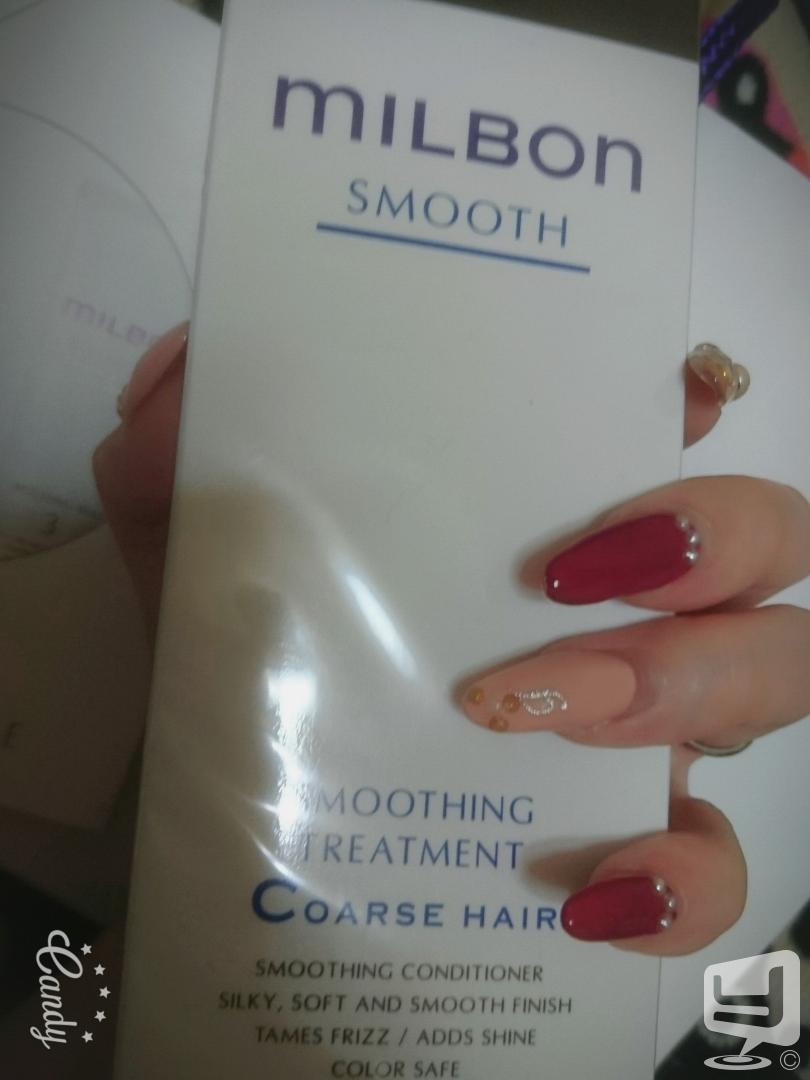 mILBOn
SMOOTH
mILB
SMOOTHING
TREATMENT
COARSE HAIR
SMOOTHING CONDITIONER
SILKY, SOFT AND SMOOTH FINISH
TAMES FRIZZ / ADDS SHINE
COLOR SAFE
Candy
©